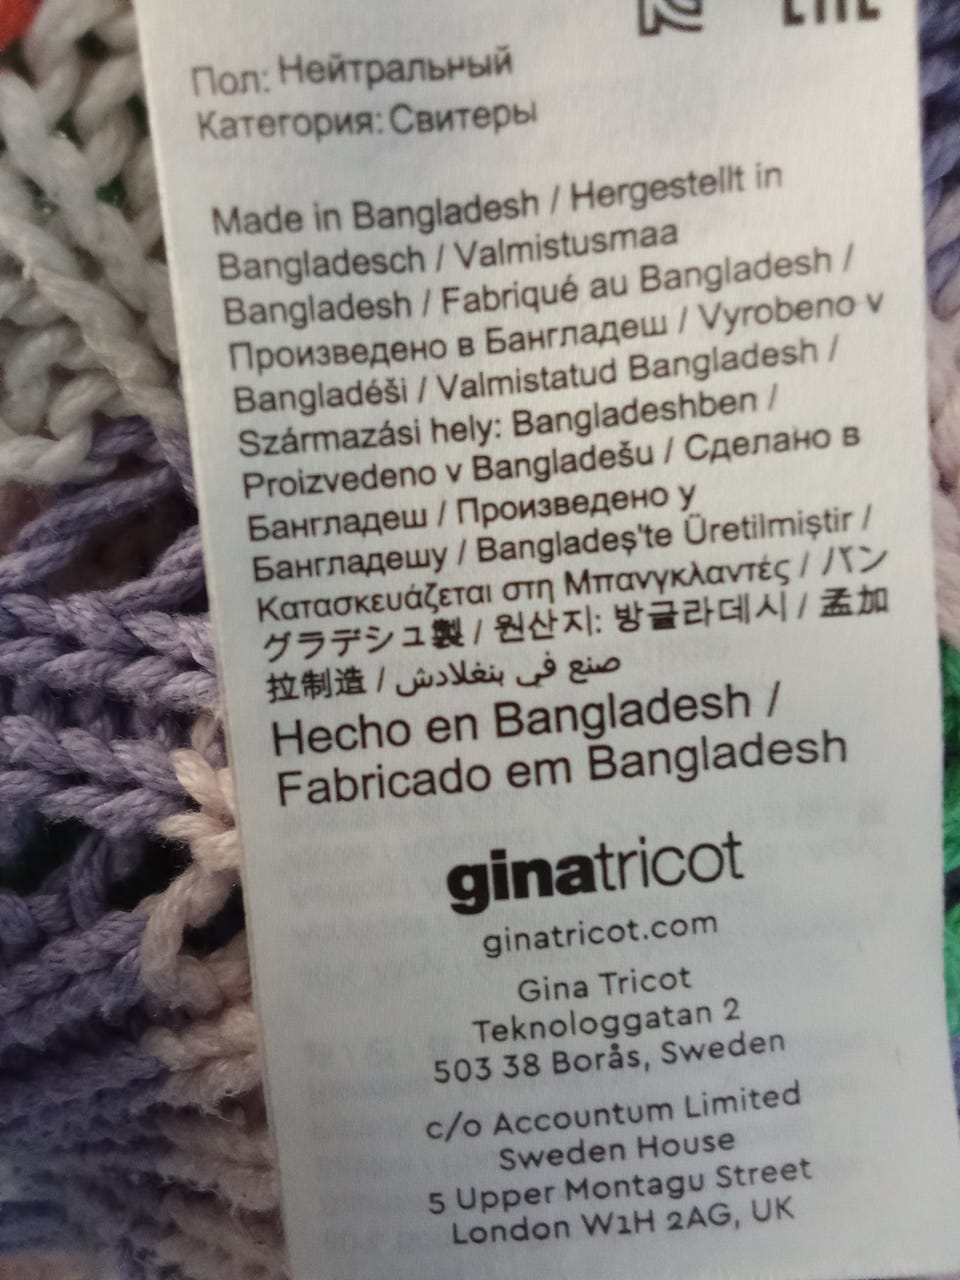 Пол: Нейтральный
Категория: Свитеры
Made in Bangladesh / Hergestellt in
Bangladesch / Valmistusmaa
Bangladesh / Fabriqué au Bangladesh /
Произведено в Бангладеш / Vyrobeno v
Bangladéši / Valmistatud Bangladesh /
Származási hely: Bangladeshben /
Proizvedeno v Bangladešu / Сделано в
Бангладеш / Произведено у
Бангладешу / Bangladeş'te Üretilmiştir /
Κατασκευάζεται στη Μπανγκλαντές / バン
グラデシュ製 / 원산지: 방글라데시 / 孟加
拉制造 / صنع في بنغلادش
Hecho en Bangladesh /
Fabricado em Bangladesh
ginatricot
ginatricot.com
Gina Tricot
Teknologgatan 2
503 38 Borås, Sweden
c/o Accountum Limited
Sweden House
5 Upper Montagu Street
London W1H 2AG, UK